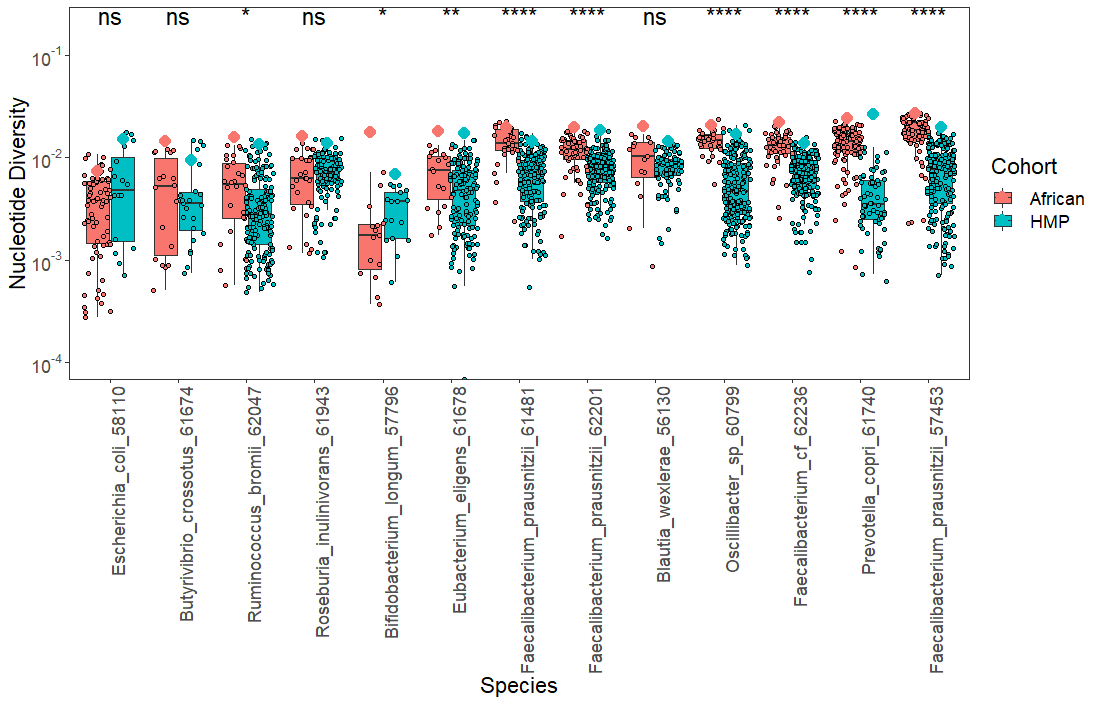 ns ns * ns * ** **** **** ns **** **** **** ****
Nucleotide Diversity
10-1
10-2
10-3
10-4
Escherichia_coli_58110
Butyrivibrio_crossotus_61674
Ruminococcus_bromii_62047
Roseburia_inulinivorans_61943
Bifidobacterium_longum_57796
Eubacterium_eligens_61678
Faecalibacterium_prausnitzii_61481
Faecalibacterium_prausnitzii_62201
Blautia_wexlerae_56130
Oscillibacter_sp_60799
Faecalibacterium_cf_62236
Prevotella_copri_61740
Faecalibacterium_prausnitzii_57453
Species
Cohort
African
HMP